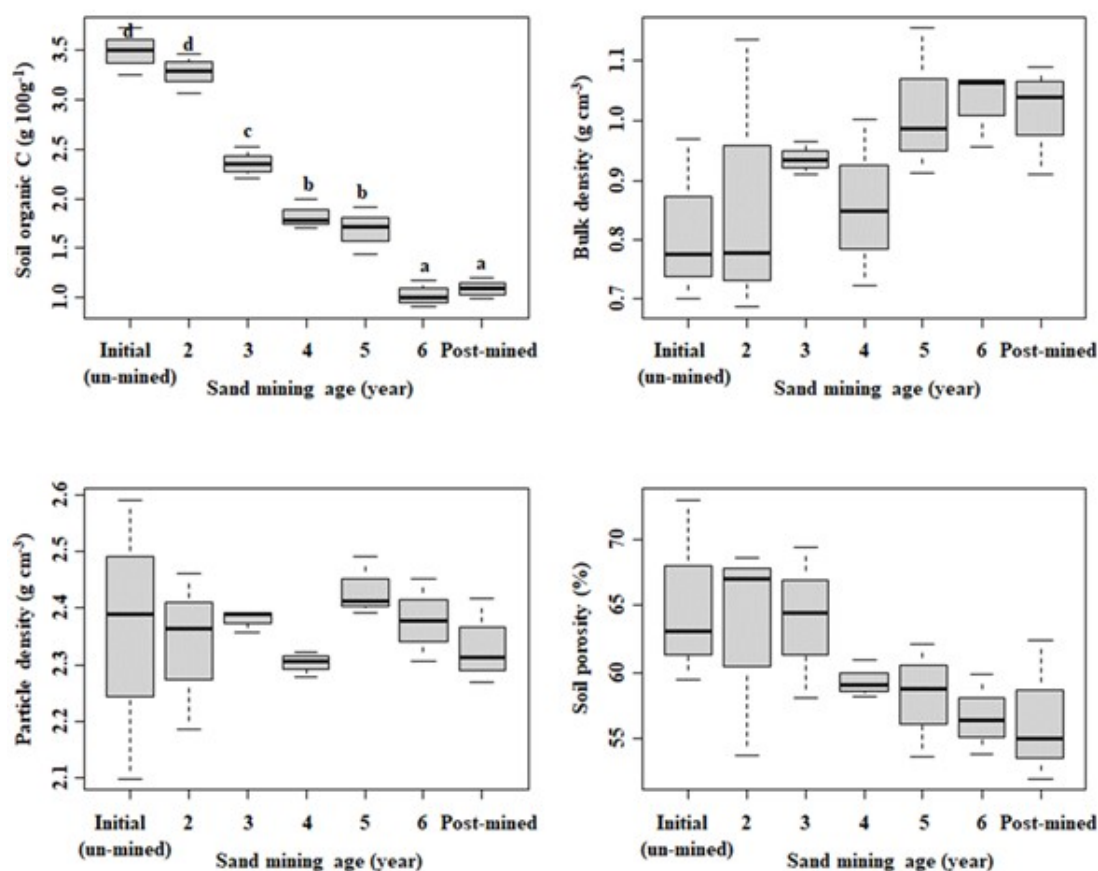 Soil organic C (g 100g⁻¹)
3.5
3.0
2.5
2.0
1.5
1.0
d
d
c
b
b
a
a
Initial 2 3 4 5 6 Post-mined
(un-mined)
Sand mining age (year)
Bulk density (g cm⁻³)
1.1
1.0
0.9
0.8
0.7
Initial 2 3 4 5 6 Post-mined
(un-mined)
Sand mining age (year)
Particle density (g cm⁻³)
2.6
2.5
2.4
2.3
2.2
2.1
Initial 2 3 4 5 6 Post-mined
(un-mined)
Sand mining age (year)
Soil porosity (%)
70
65
60
55
Initial 2 3 4 5 6 Post-mined
(un-mined)
Sand mining age (year)